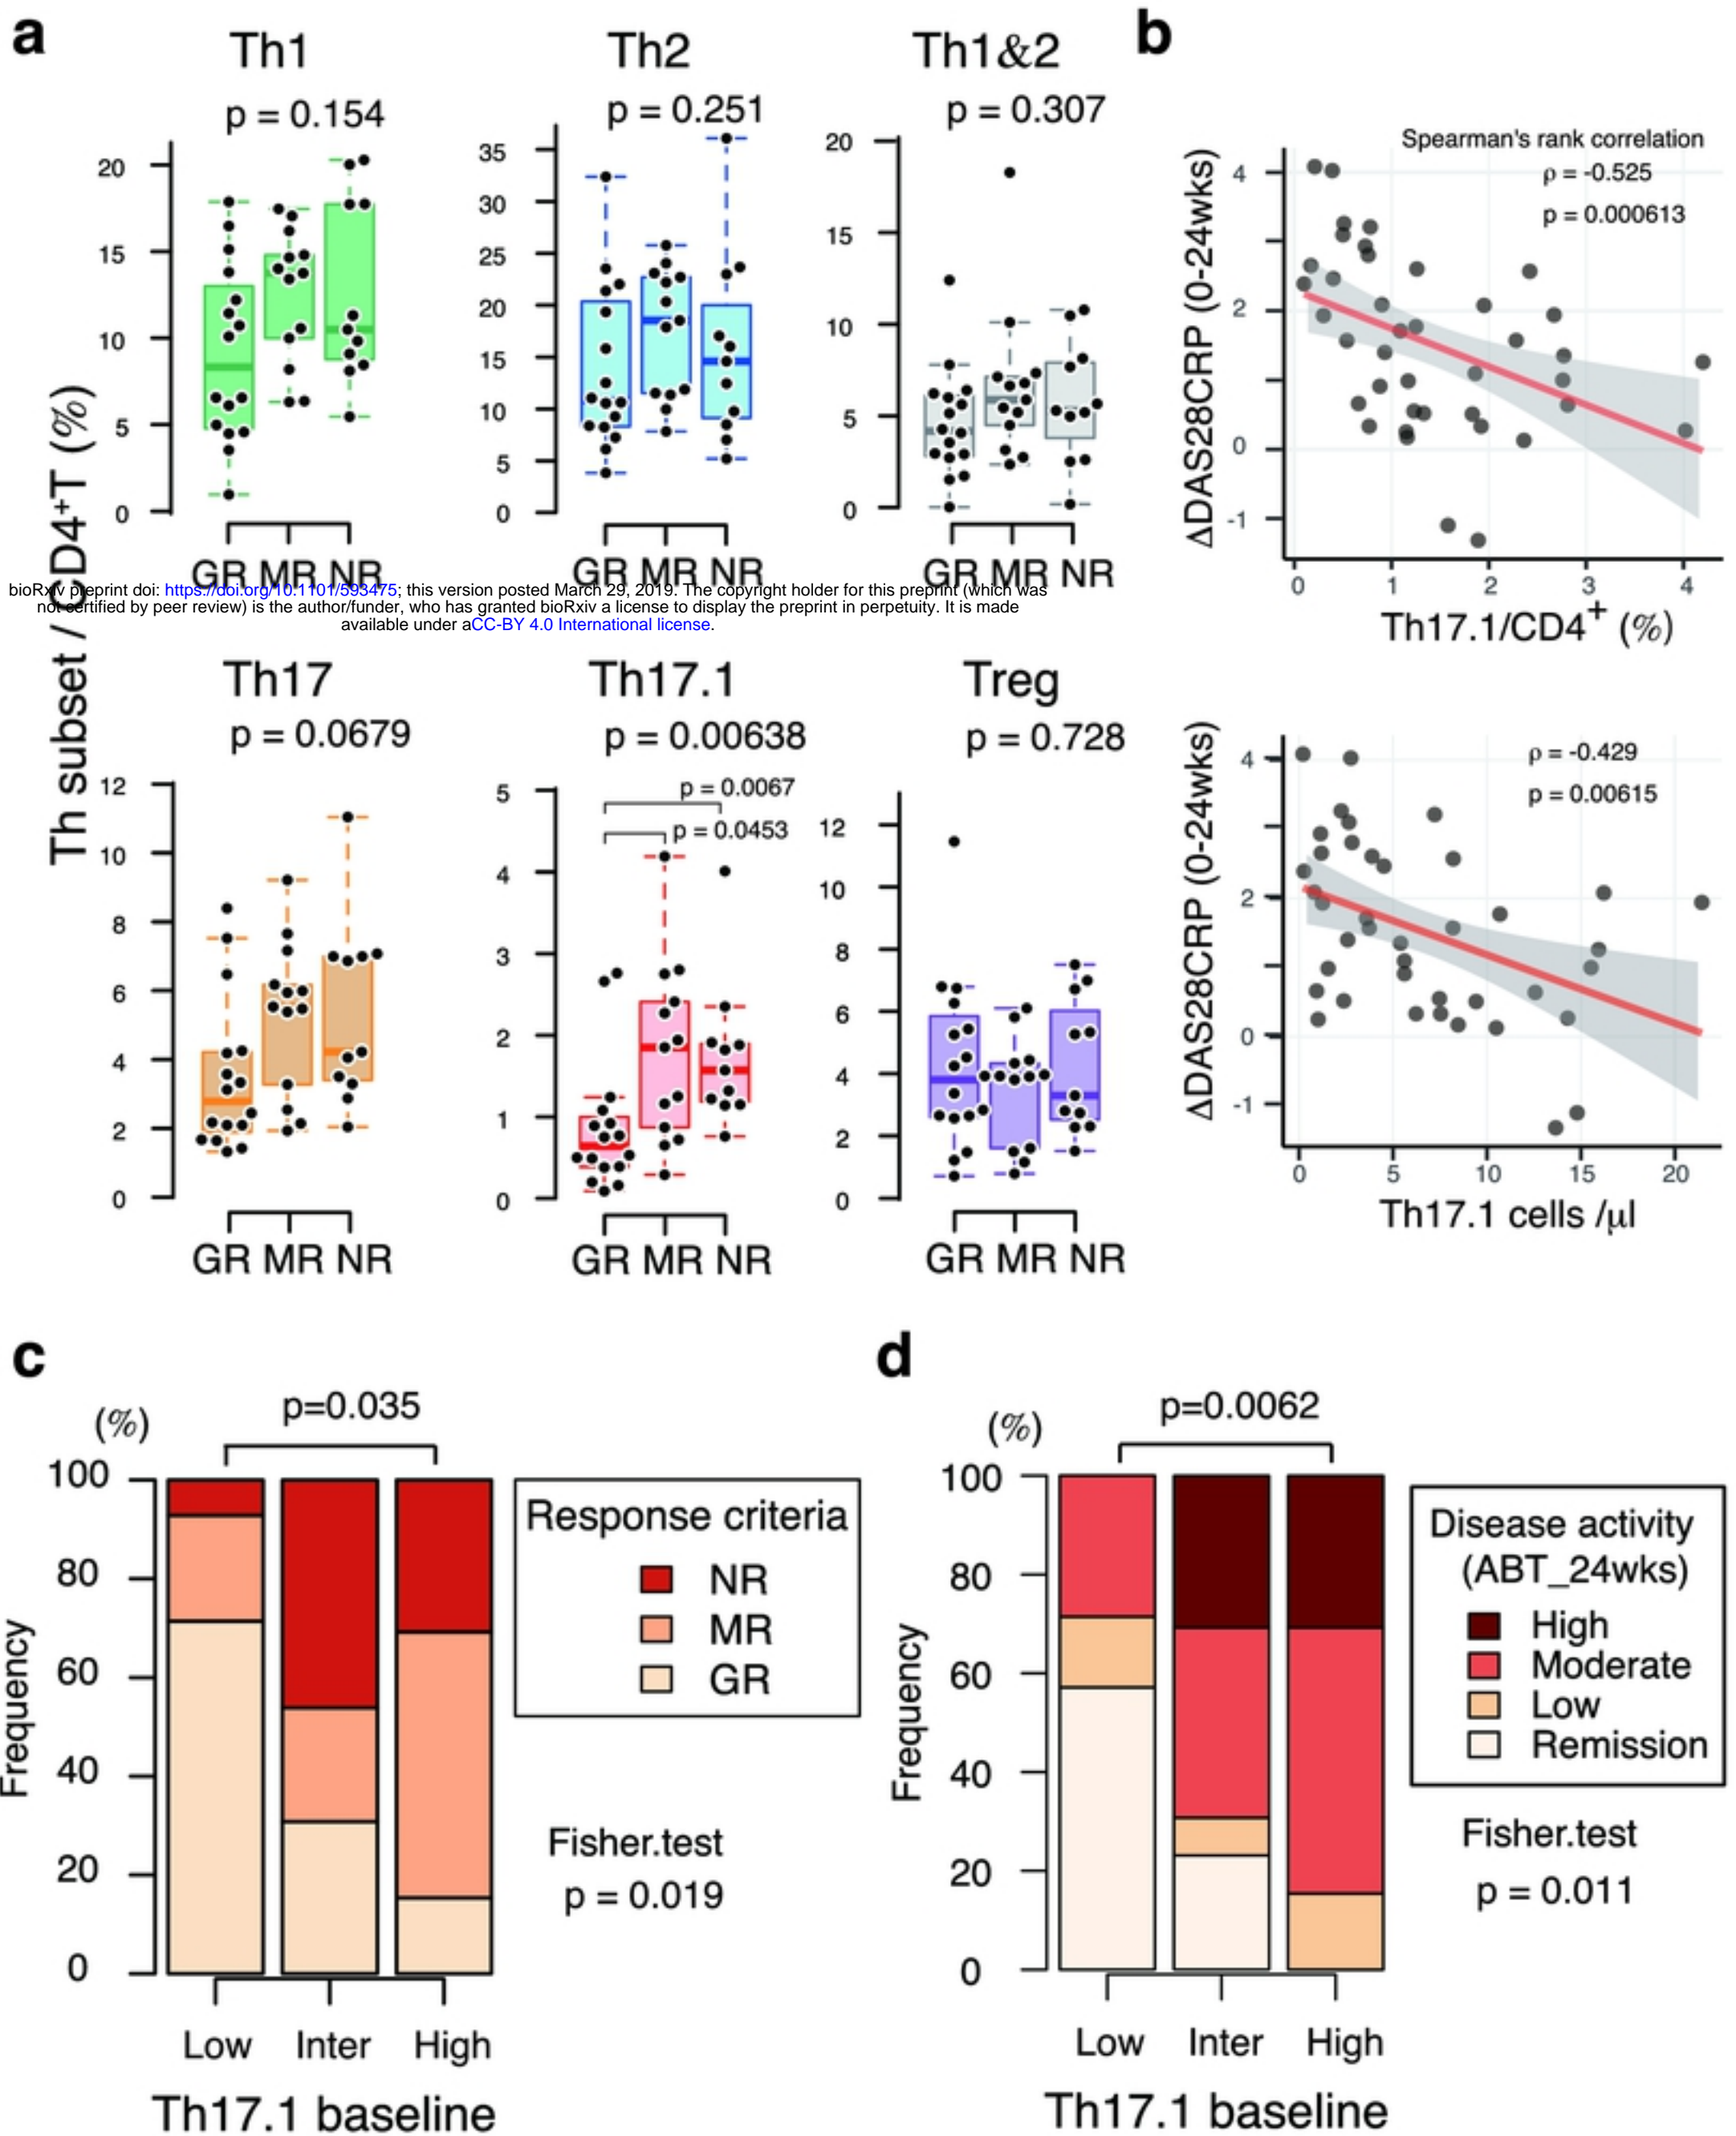 a
Th1
Th2
Th1&2
b
p = 0.154
p = 0.251
p = 0.307
Th subset / CD4⁺T (%)
20
15
10
5
0
GR MR NR
35
30
25
20
15
10
5
0
GR MR NR
20
15
10
5
0
GR MR NR
ΔDAS28CRP (0-24wks)
Spearman's rank correlation
ρ = -0.525
p = 0.000613
4
2
0
-1
0 1 2 3 4
Th17.1/CD4⁺ (%)
bioRxiv preprint doi: https://doi.org/10.1101/593475; this version posted March 29, 2019. The copyright holder for this preprint (which was
not certified by peer review) is the author/funder, who has granted bioRxiv a license to display the preprint in perpetuity. It is made
available under aCC-BY 4.0 International license.
Th17
Th17.1
Treg
p = 0.0679
p = 0.00638
p = 0.728
12
10
8
6
4
2
0
GR MR NR
p = 0.0067
p = 0.0453
5
4
3
2
1
0
GR MR NR
12
10
8
6
4
2
0
GR MR NR
ΔDAS28CRP (0-24wks)
ρ = -0.429
p = 0.00615
4
2
0
-1
0 5 10 15 20
Th17.1 cells /μl
c
(%)
p=0.035
Frequency
100
80
60
40
20
0
Low Inter High
Th17.1 baseline
Response criteria
NR
MR
GR
Fisher.test
p = 0.019
d
(%)
p=0.0062
Frequency
100
80
60
40
20
0
Low Inter High
Th17.1 baseline
Disease activity
(ABT_24wks)
High
Moderate
Low
Remission
Fisher.test
p = 0.011